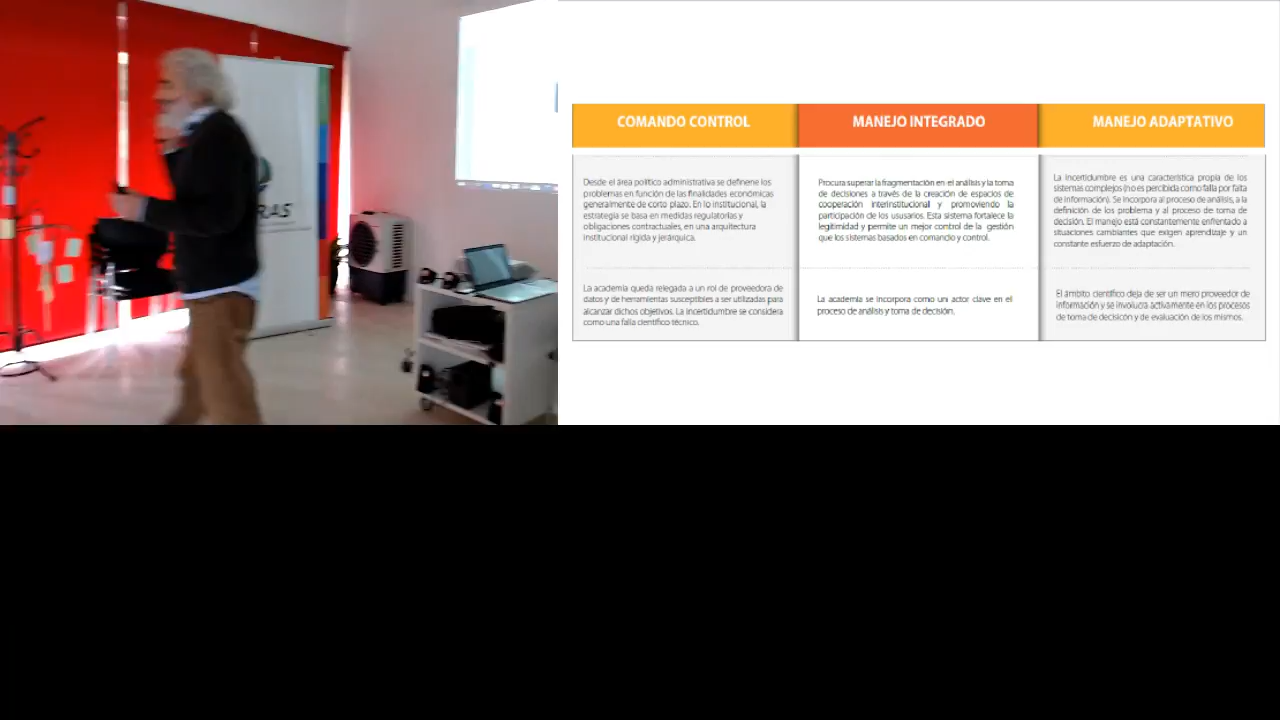 RAS
COMANDO CONTROL
Desde el área político administrativa se definene los
problemas en función de las finalidades económicas
generalmente de corto plazo. En lo institucional, la
estrategia se basa en medidas regulatorias y
obligaciones contractuales, en una arquitectura
institucional rígida y jerárquica.
La academia queda relegada a un rol de proveedora de
datos y de herramientas susceptibles a ser utilizadas para
alcanzar dichos objetivos. La incertidumbre se considera
como una falla científico técnico.
MANEJO INTEGRADO
Procura superar la fragmentación en el análisis y la toma
de decisiones a través de la creación de espacios de
cooperación interinstitucional y promoviendo la
participación de los usuarios. Esta sistema fortalece la
legitimidad y permite un mejor control de la gestión
que los sistemas basados en comancio y control.
La academia se incorpora como un actor clave en el
proceso de análisis y toma de decisión.
MANEJO ADAPTATIVO
La incertidumbre es una característica propia de los
sistemas complejos (no es percibida como falla por falta
de información). Se incorpora al proceso de análisis, a la
definición de los problema y al proceso de toma de
decisión. El manejo está constantemente enfrentado a
situaciones cambiantes que exigen aprendizaje y un
constante esfuerzo de adaptación.
El ámbito científico deja de ser un mero proveedor de
información y se involucra activamente en los procesos
de toma de decisicón y de evaluación de los mismos.